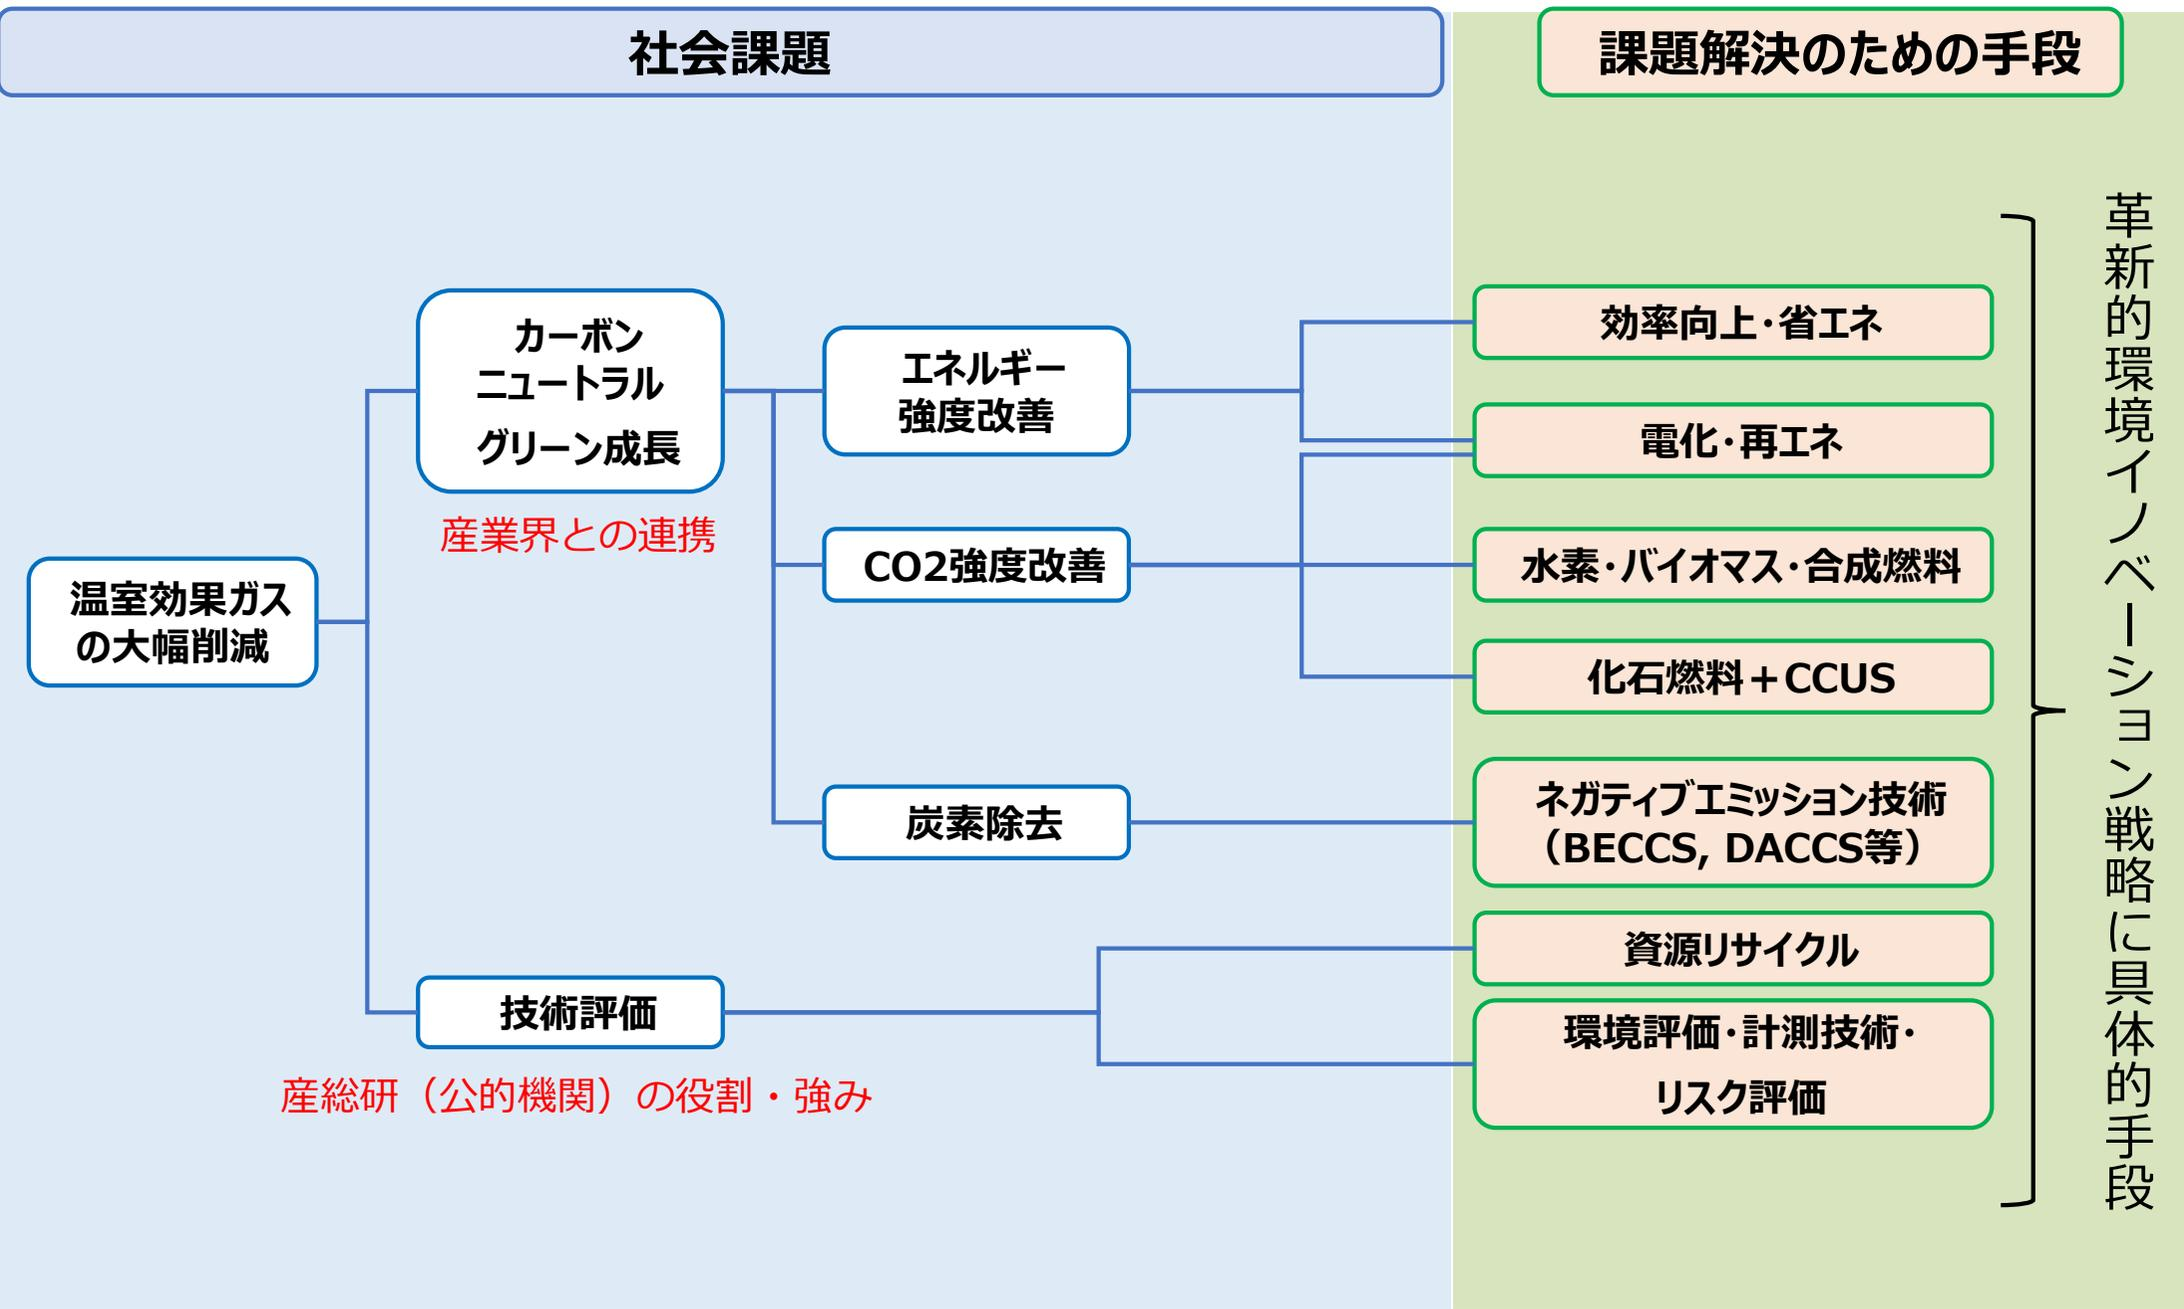 社会課題
課題解決のための手段
温室効果ガス
の大幅削減
カーボン
ニュートラル
グリーン成長
産業界との連携
技術評価
産総研（公的機関）の役割・強み
エネルギー
強度改善
CO2強度改善
炭素除去
効率向上･省エネ
電化･再エネ
水素･バイオマス･合成燃料
化石燃料＋CCUS
ネガティブエミッション技術
（BECCS, DACCS等）
資源リサイクル
環境評価･計測技術･
リスク評価
革新的環境イノベーション戦略に具体的手段